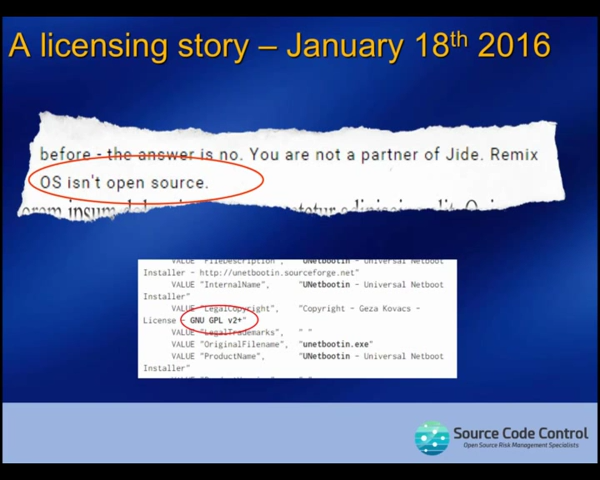 A licensing story – January 18th 2016
before - the answer is no. You are not a partner of Jide. Remix
OS isn't open source.
VALUE "FileDescription", "UNetbootin - Universal Netboot
Installer - http://unetbootin.sourceforge.net"
VALUE "InternalName", "UNetbootin - Universal Netboot
Installer"
VALUE "LegalCopyright", "Copyright - Geza Kovacs -
License - GNU GPL v2+"
VALUE "LegalTrademarks", " "
VALUE "OriginalFilename", "unetbootin.exe"
VALUE "ProductName", "UNetbootin - Universal Netboot
Installer"
Source Code Control
Open Source Risk Management Specialists